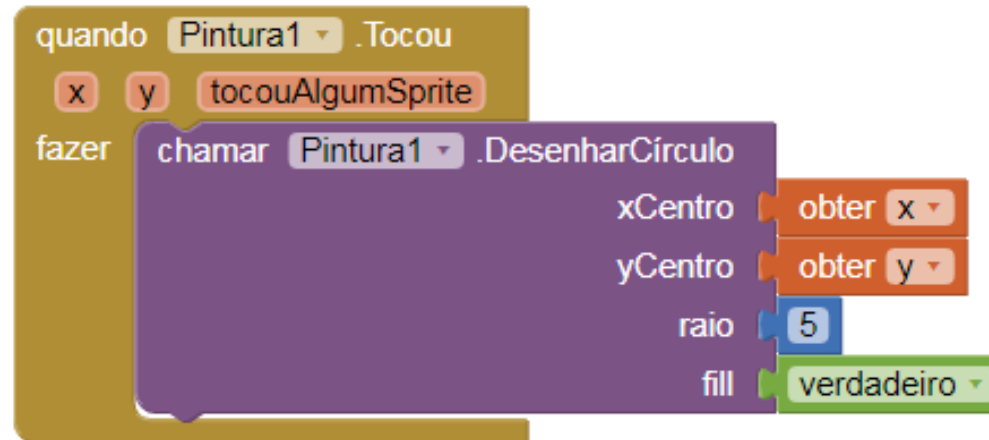 quando Pintura1 .Tocou
x y tocouAlgumSprite
fazer chamar Pintura1 .DesenharCírculo
xCentro obter x
yCentro obter y
raio 5
fill verdadeiro